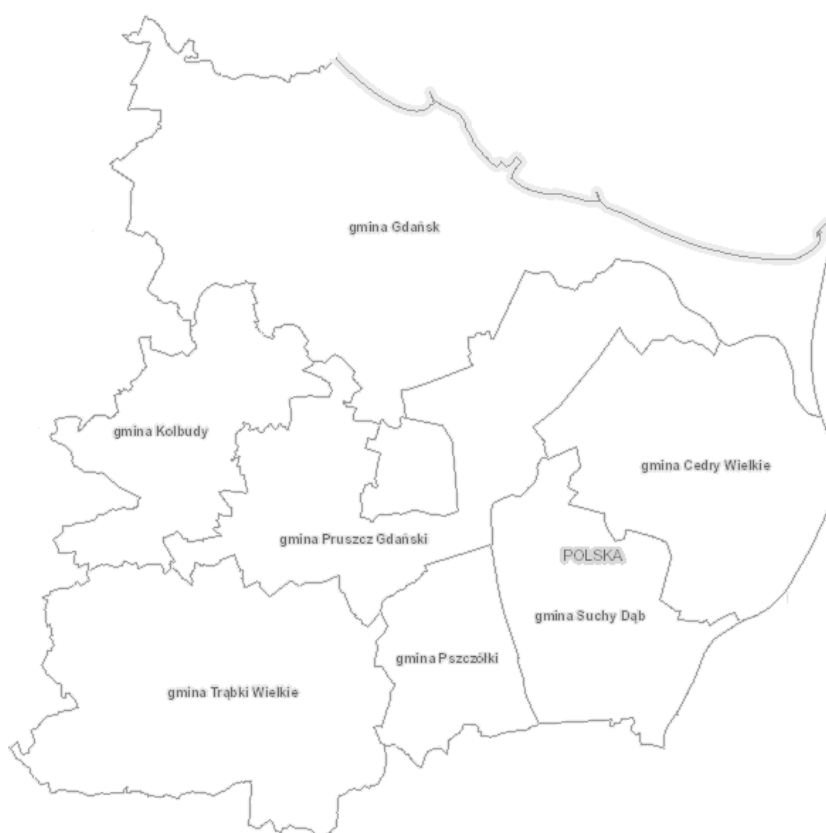 gmina Gdańsk
gmina Kolbudy
gmina Cedry Wielkie
gmina Pruszcz Gdański
POLSKA
gmina Suchy Dąb
gmina Pszczółki
gmina Trąbki Wielkie